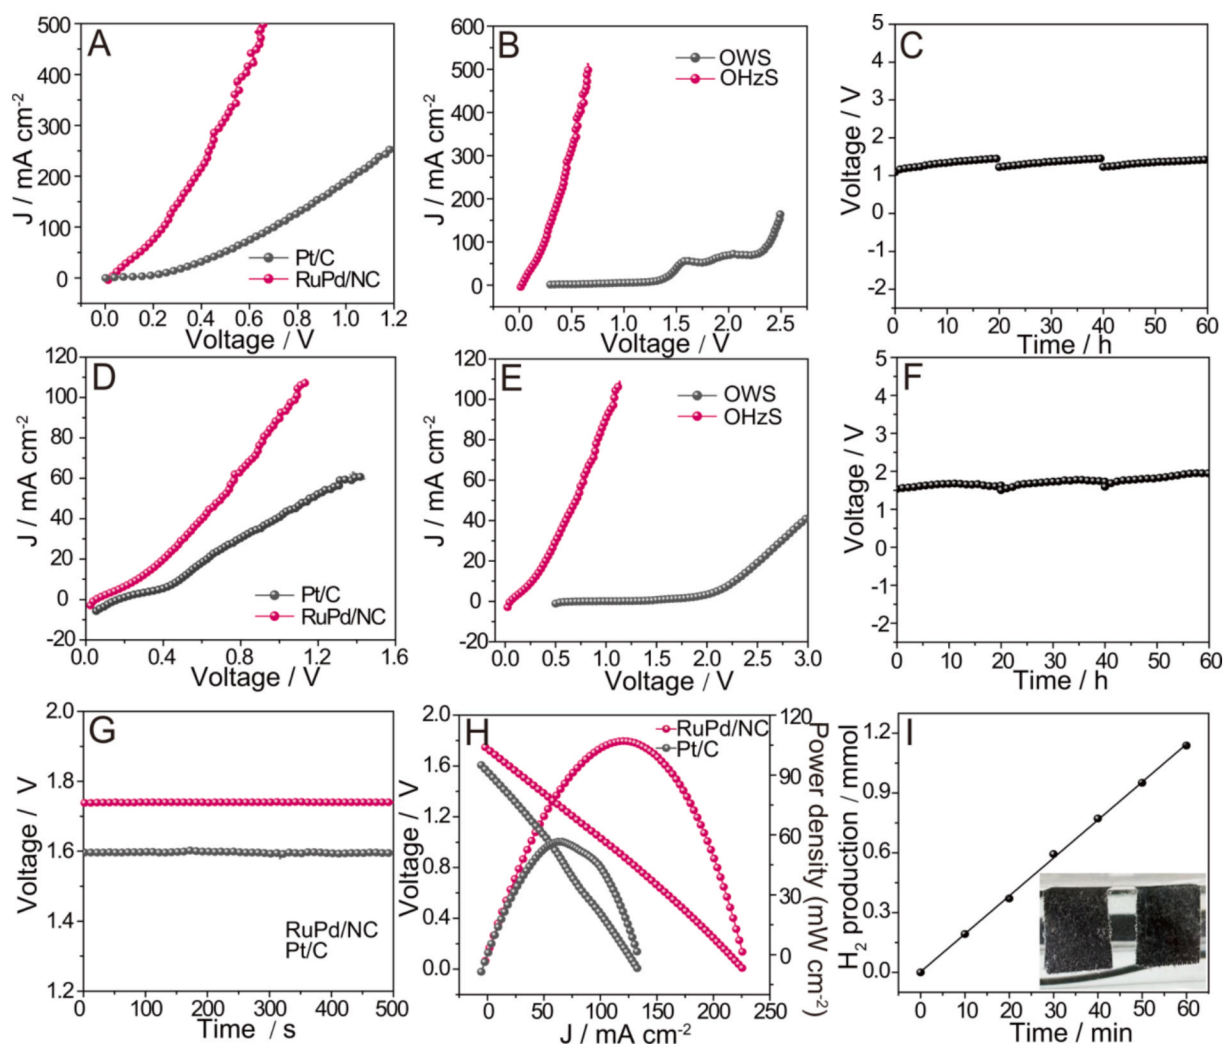 A
500
400
300
200
100
0
J / mA cm-2
0.0 0.2 0.4 0.6 0.8 1.0 1.2
Voltage / V
Pt/C
RuPd/NC
B
600
500
400
300
200
100
0
J / mA cm-2
0.0 0.5 1.0 1.5 2.0 2.5
Voltage / V
OWS
OHzS
C
5
4
3
2
1
0
-1
-2
Voltage / V
0 10 20 30 40 50 60
Time / h
D
120
100
80
60
40
20
0
-20
J / mA cm-2
0.0 0.4 0.8 1.2 1.6
Voltage / V
Pt/C
RuPd/NC
E
120
100
80
60
40
20
0
-20
J / mA cm-2
0.0 0.5 1.0 1.5 2.0 2.5 3.0
Voltage / V
OWS
OHzS
F
5
4
3
2
1
0
-1
-2
Voltage / V
0 10 20 30 40 50 60
Time / h
G
2.0
1.8
1.6
1.4
1.2
Voltage / V
0 100 200 300 400 500
Time / s
RuPd/NC
Pt/C
H
2.0
1.6
1.2
0.8
0.4
0.0
Voltage / V
0 50 100 150 200 250
J / mA cm-2
RuPd/NC
Pt/C
120
90
60
30
0
Power density (mW cm-2)
I
1.2
0.9
0.6
0.3
0.0
H2 production / mmol
0 10 20 30 40 50 60
Time / min